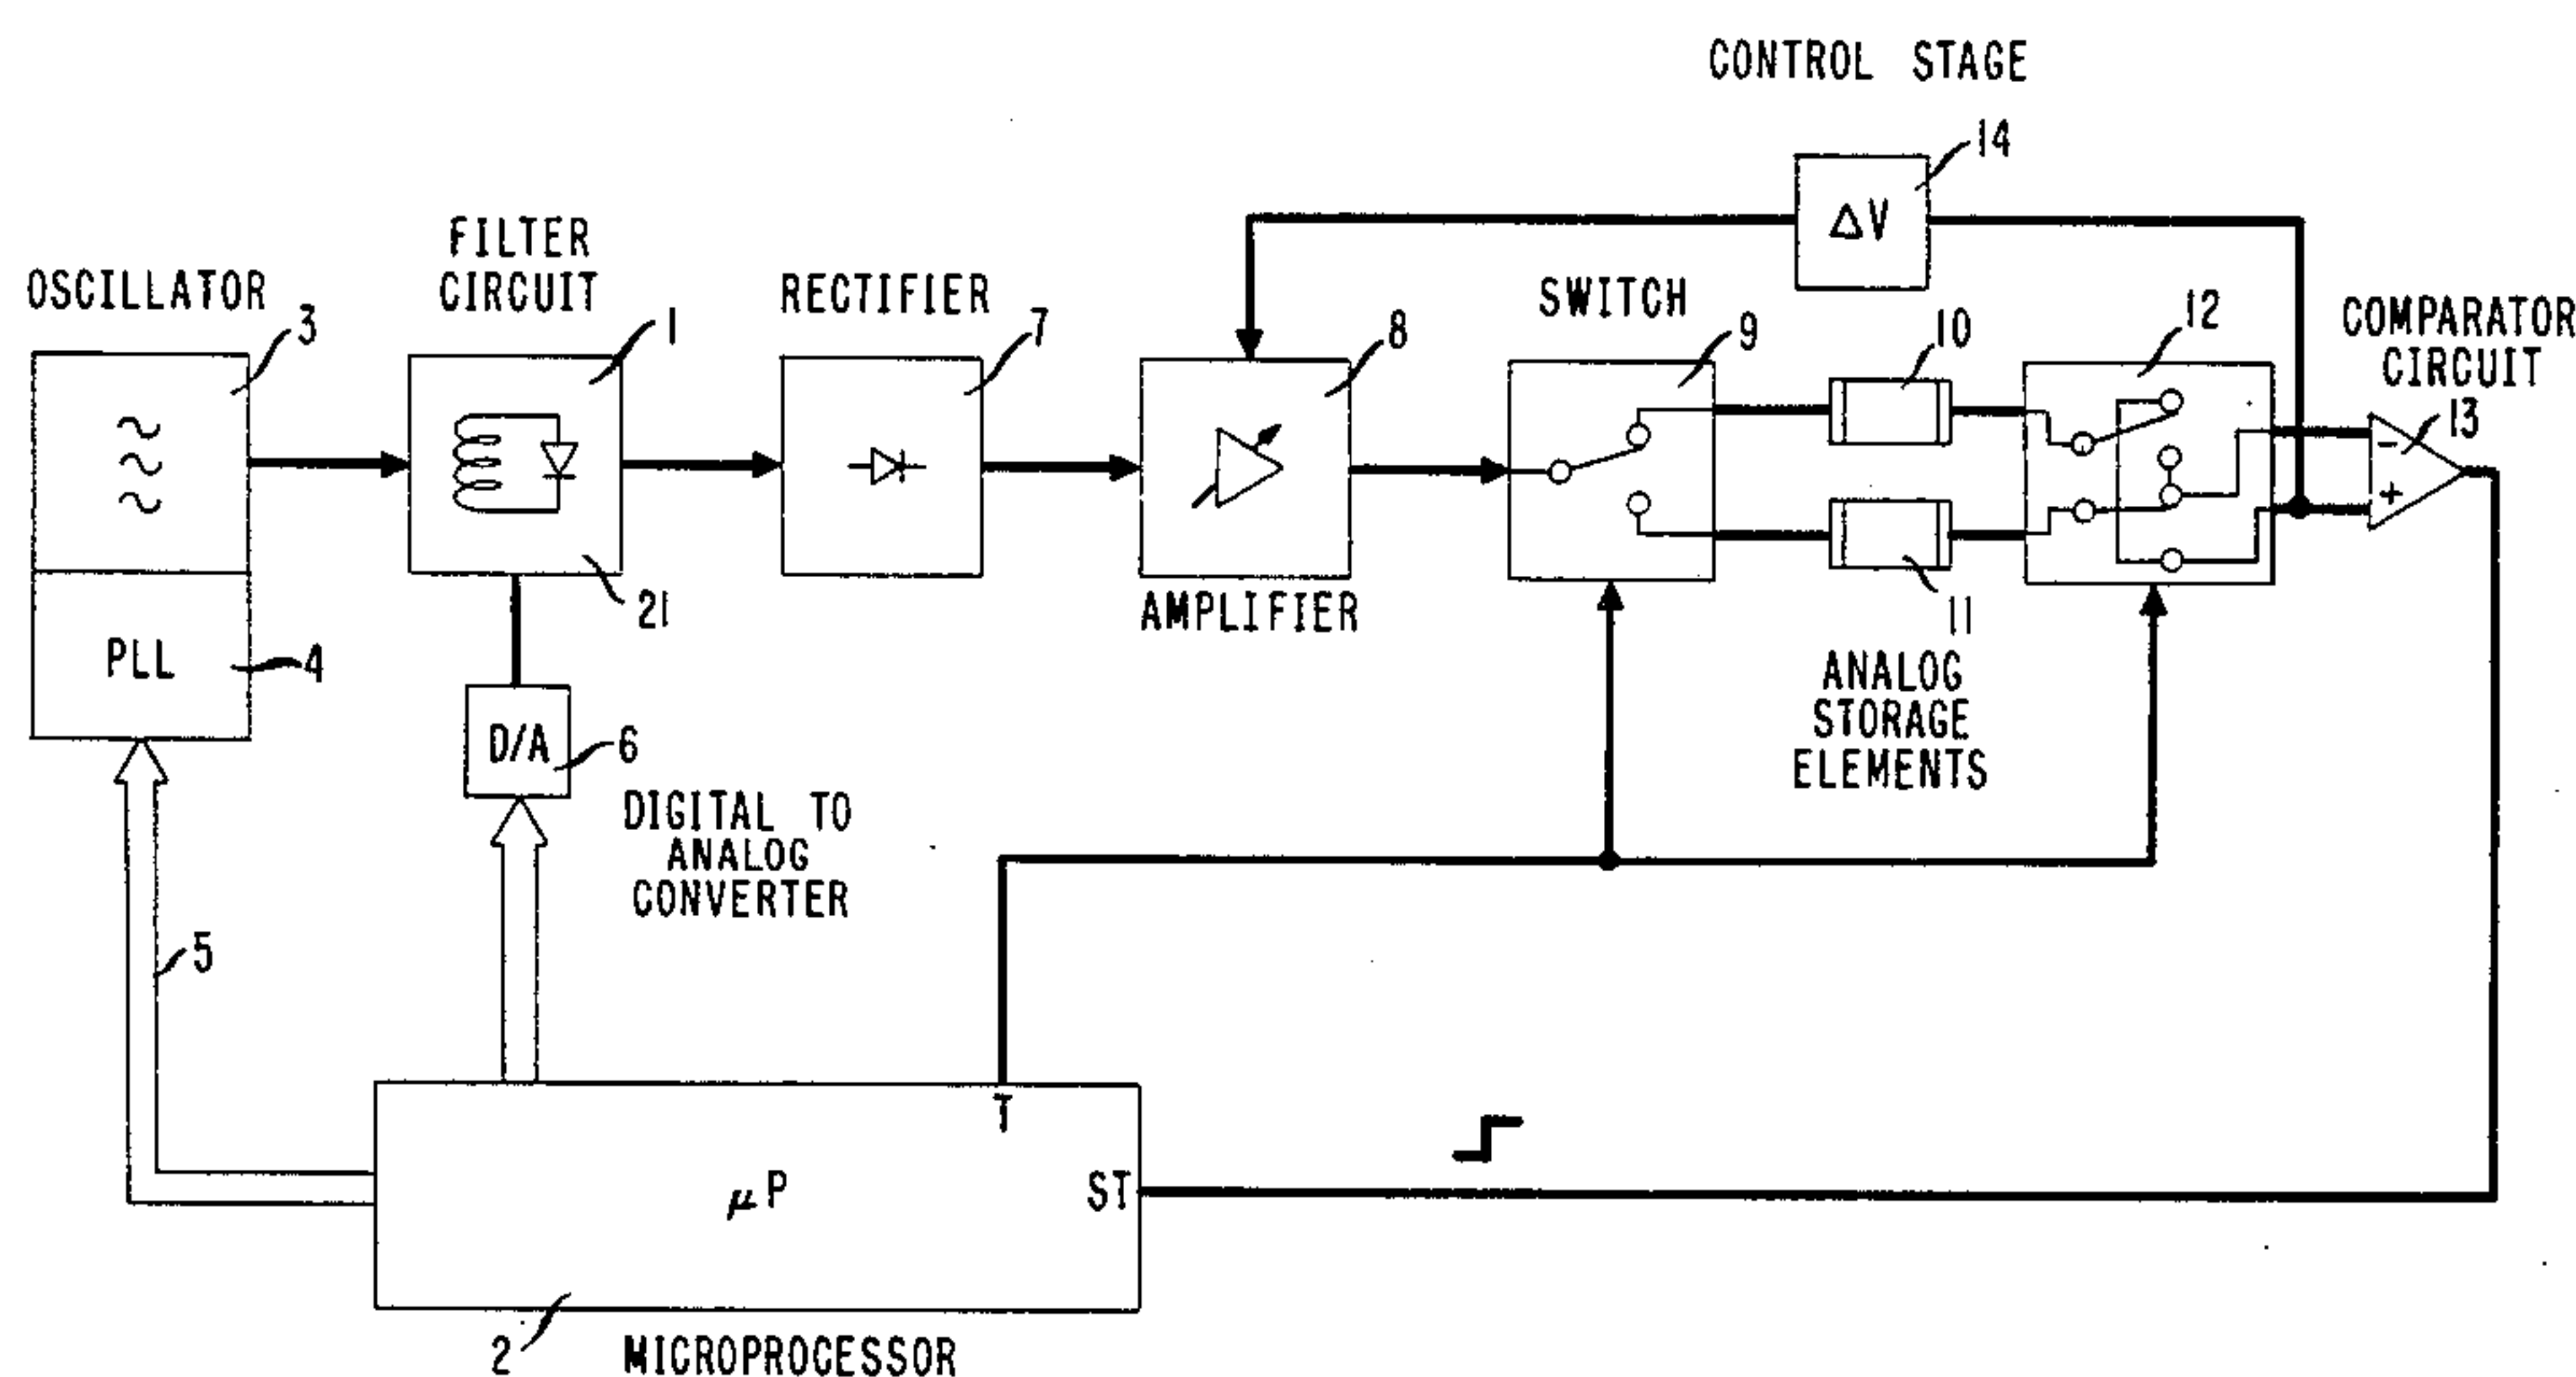 CONTROL STAGE
14
ΔV
FILTER
CIRCUIT
OSCILLATOR
3
1
RECTIFIER
7
8
SWITCH
9
10
12
COMPARATOR
CIRCUIT
13
-
+
21
AMPLIFIER
11
ANALOG
STORAGE
ELEMENTS
PLL
4
D/A
6
DIGITAL TO
ANALOG
CONVERTER
5
T
μP
ST
2
MICROPROCESSOR